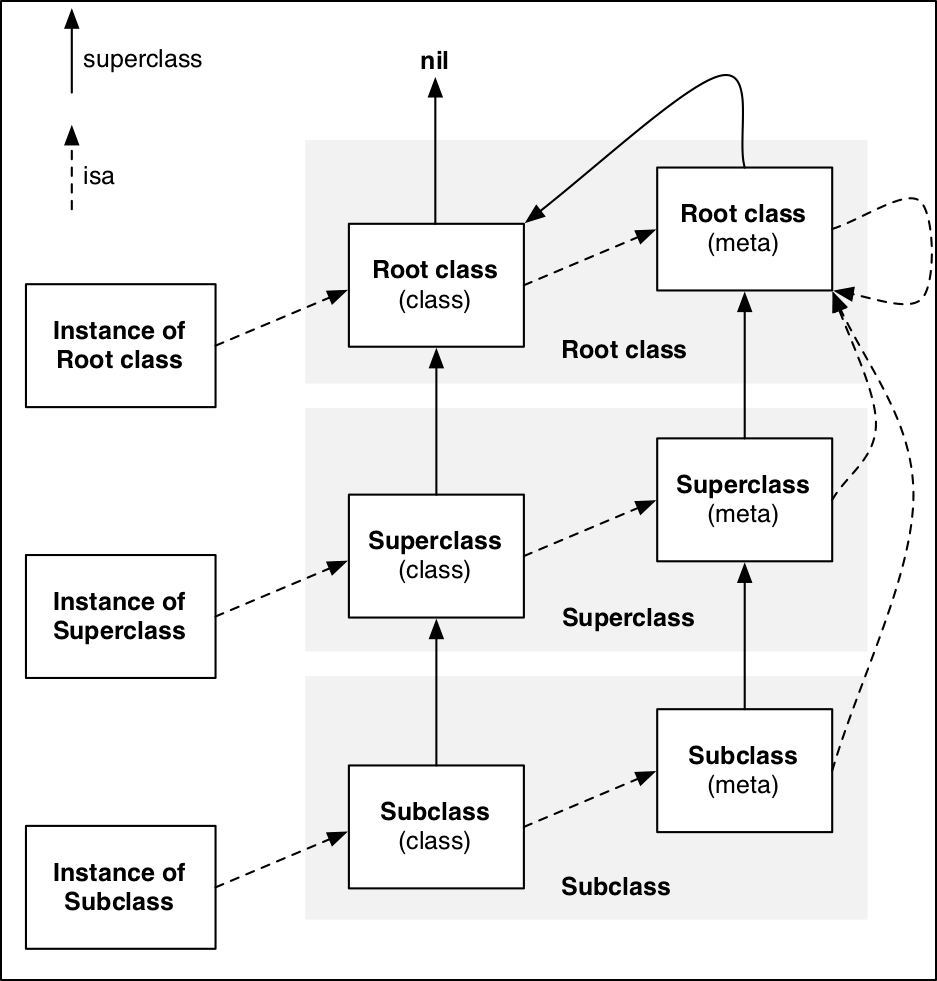 superclass
isa
nil
Root class
(meta)
Root class
(class)
Instance of
Root class
Root class
Superclass
(meta)
Superclass
(class)
Instance of
Superclass
Superclass
Subclass
(meta)
Subclass
(class)
Instance of
Subclass
Subclass